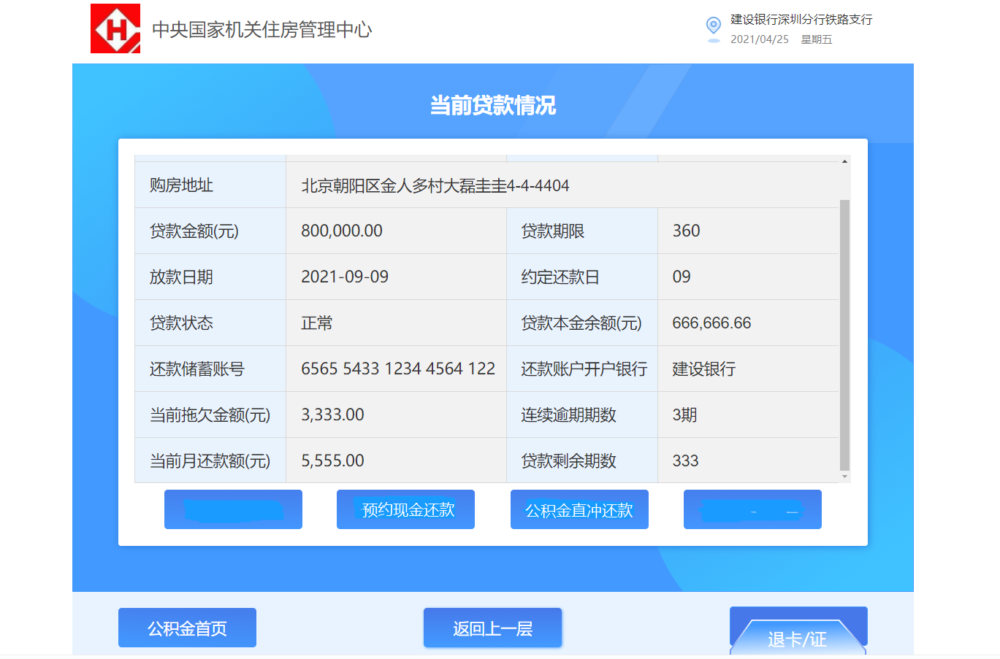 中央国家机关住房管理中心
建设银行深圳分行铁路支行
2021/04/25 星期五
当前贷款情况
购房地址 北京朝阳区金人多村大磊圭圭4-4-4404
贷款金额(元) 800,000.00 贷款期限 360
放款日期 2021-09-09 约定还款日 09
贷款状态 正常 贷款本金余额(元) 666,666.66
还款储蓄账号 6565 5433 1234 4564 122 还款账户开户银行 建设银行
当前拖欠金额(元) 3,333.00 连续逾期期数 3期
当前月还款额(元) 5,555.00 贷款剩余期数 333
预约现金还款 公积金直冲还款
公积金首页 返回上一层 退卡/证